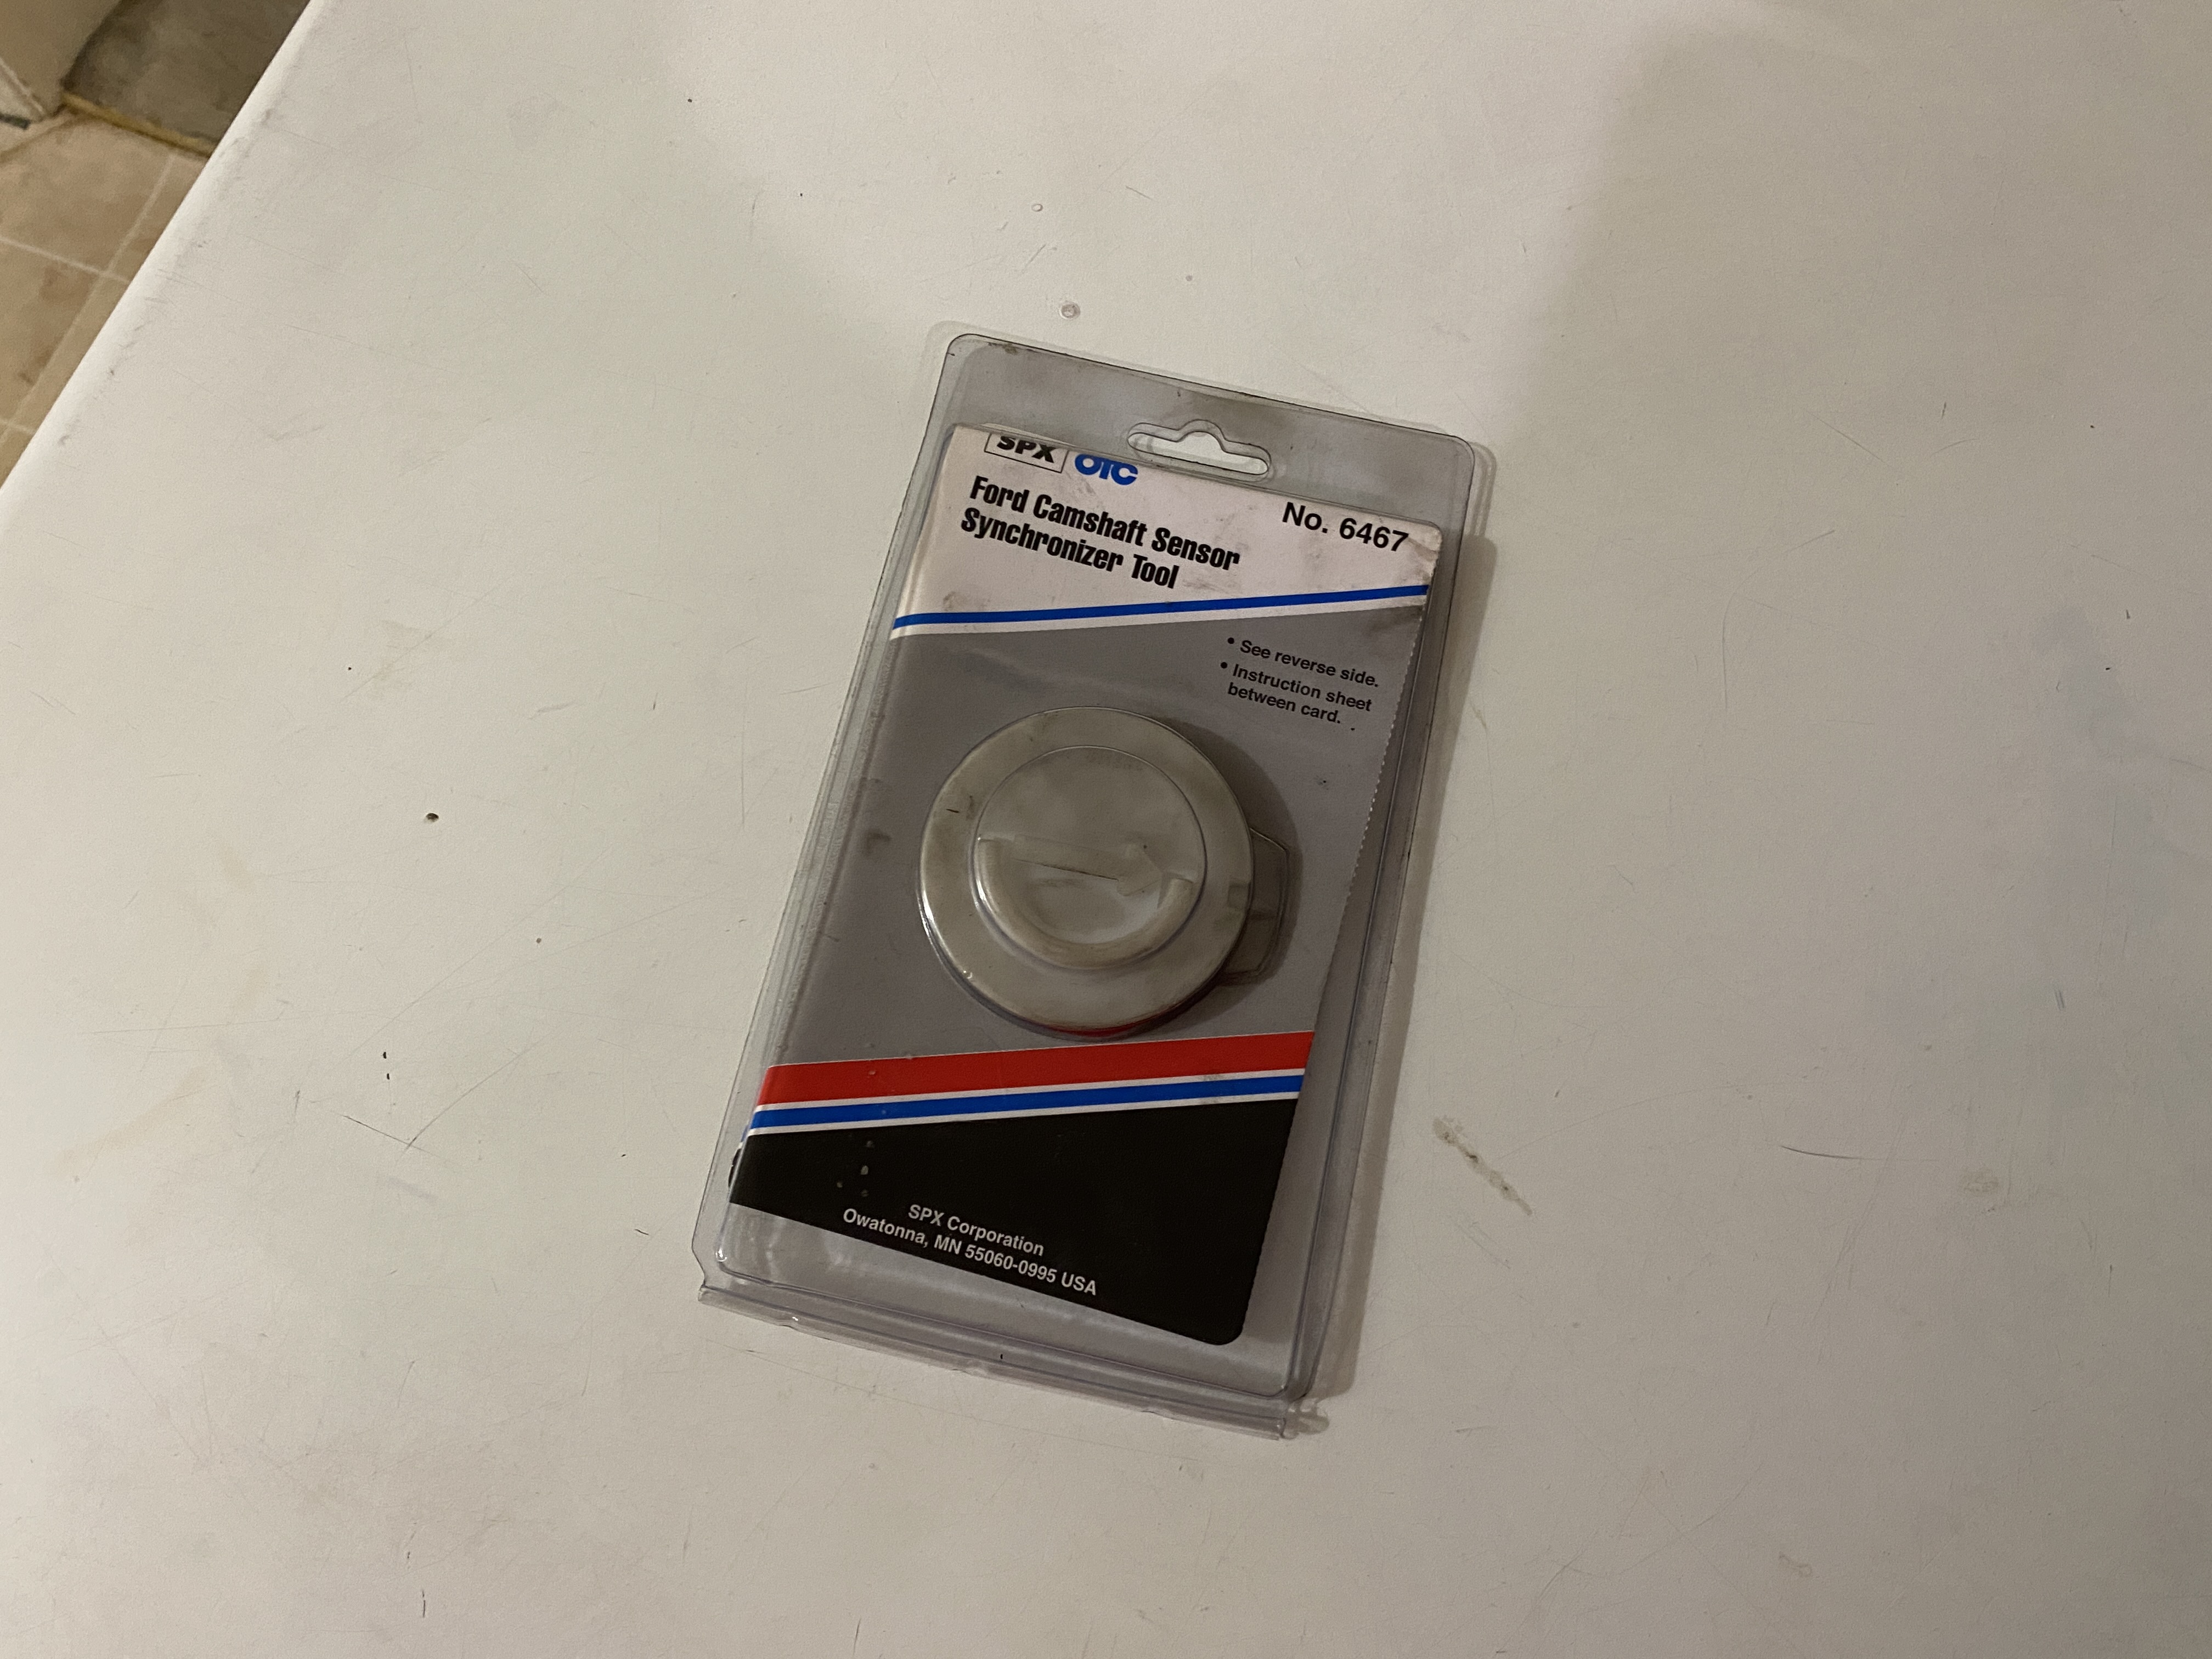 SPX OTC
Ford Camshaft Sensor
Synchronizer Tool
No. 6467
• See reverse side.
• Instruction sheet
between card.
SPX Corporation
Owatonna, MN 55060-0995 USA